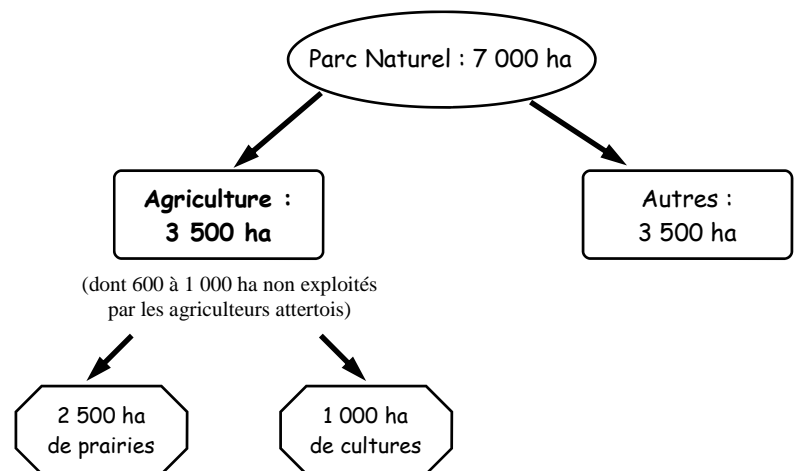 Parc Naturel : 7 000 ha
Agriculture :
3 500 ha
Autres :
3 500 ha
(dont 600 à 1 000 ha non exploités
par les agriculteurs attertois)
2 500 ha
de prairies
1 000 ha
de cultures